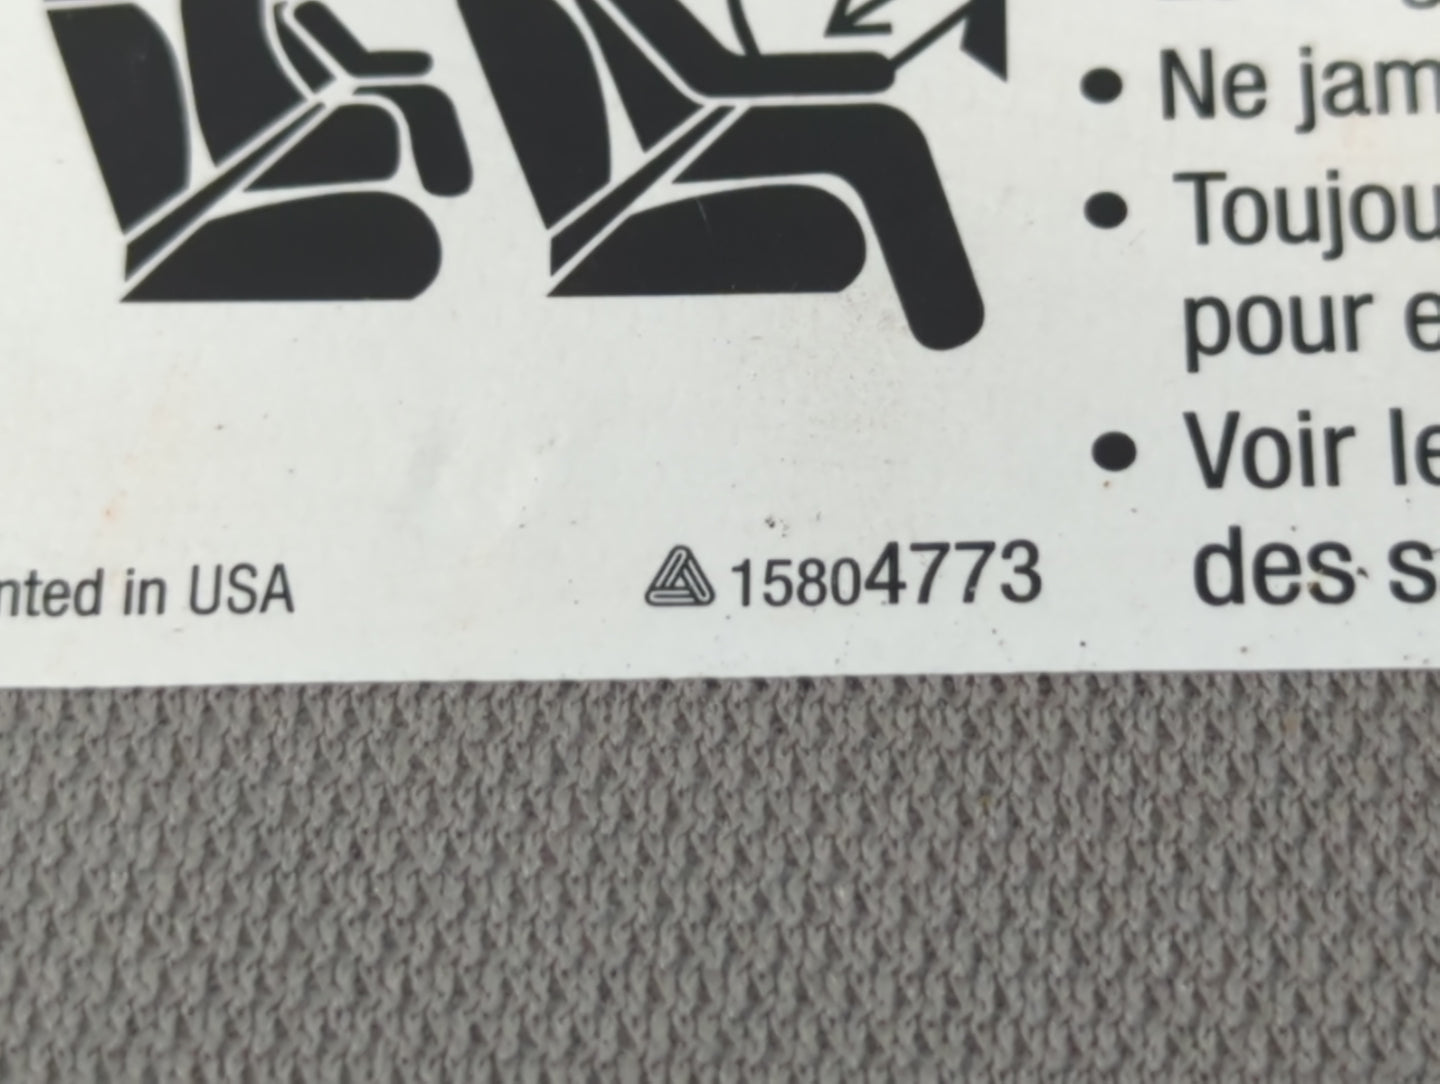 • Ne jam
• Toujou
pour e
• Voir le
des s
nted in USA
15804773